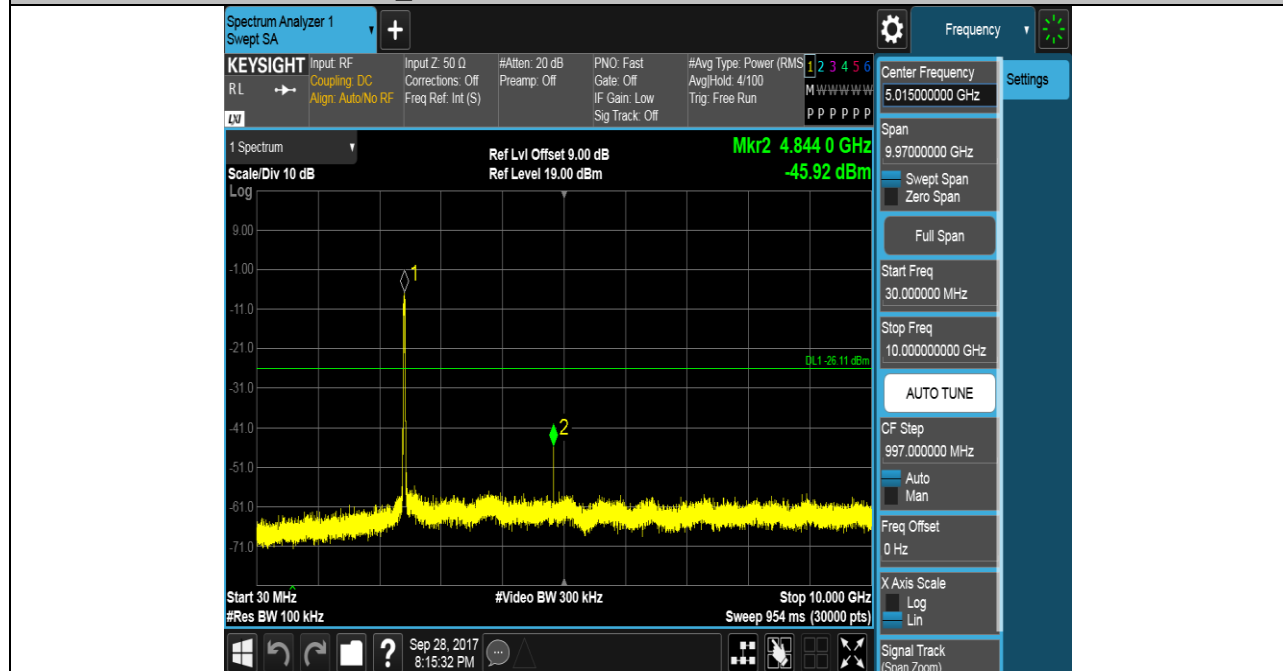 Spectrum Analyzer 1
Swept SA
+
Frequency
KEYSIGHT
RL
LXI
Input: RF
Coupling: DC
Align: Auto/No RF
Input Z: 50 Ω
Corrections: Off
Freq Ref: Int (S)
#Atten: 20 dB
Preamp: Off
PNO: Fast
Gate: Off
IF Gain: Low
Sig Track: Off
#Avg Type: Power (RMS
Avg|Hold: 4/100
Trig: Free Run
1 2 3 4 5 6
M W W W W W
P P P P P P
1 Spectrum
Scale/Div 10 dB
Ref Lvl Offset 9.00 dB
Ref Level 19.00 dBm
Mkr2 4.844 0 GHz
-45.92 dBm
Log
9.00
-1.00
-11.0
-21.0
-31.0
-41.0
-51.0
-61.0
-71.0
1
2
DL1 -26.11 dBm
Start 30 MHz
#Res BW 100 kHz
#Video BW 300 kHz
Stop 10.000 GHz
Sweep 954 ms (30000 pts)
?
Sep 28, 2017
8:15:32 PM
Center Frequency
5.015000000 GHz
Span
9.97000000 GHz
Swept Span
Zero Span
Full Span
Start Freq
30.000000 MHz
Stop Freq
10.000000000 GHz
AUTO TUNE
CF Step
997.000000 MHz
Auto
Man
Freq Offset
0 Hz
X Axis Scale
Log
Lin
Signal Track
(Span Zoom)
Settings